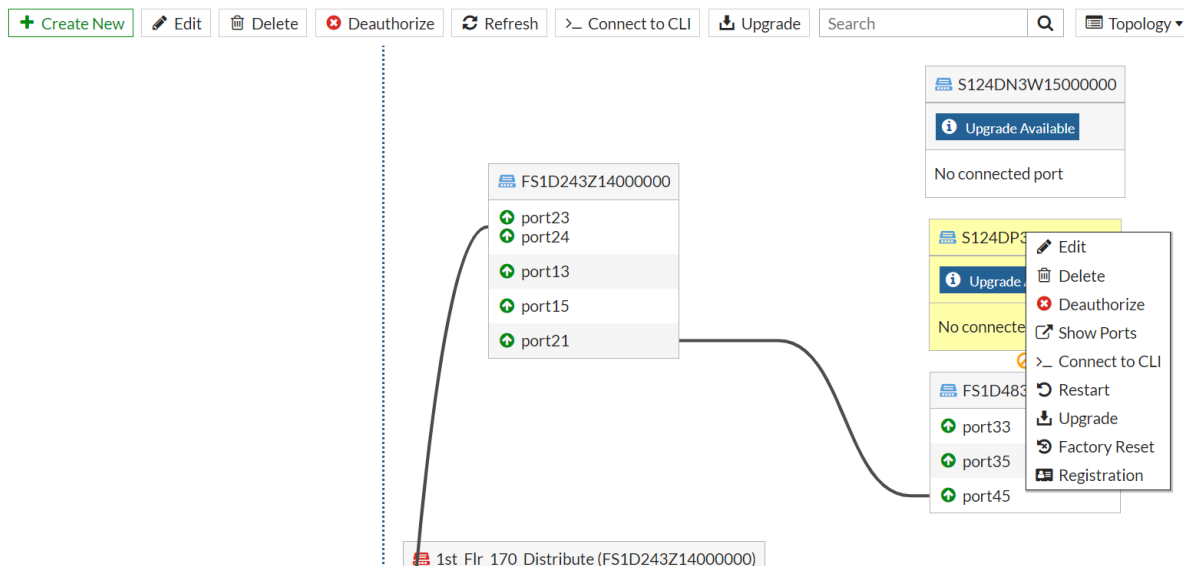 + Create New
Edit
Delete
Deauthorize
Refresh
>_ Connect to CLI
Upgrade
Search
Topology
S124DN3W15000000
Upgrade Available
No connected port
FS1D243Z14000000
port23
port24
port13
port15
port21
S124DP3
Upgrade
No connecte
Edit
Delete
Deauthorize
Show Ports
>_ Connect to CLI
Restart
Upgrade
Factory Reset
Registration
FS1D483
port33
port35
port45
1st_Flr_170_Distribute (FS1D243Z14000000)